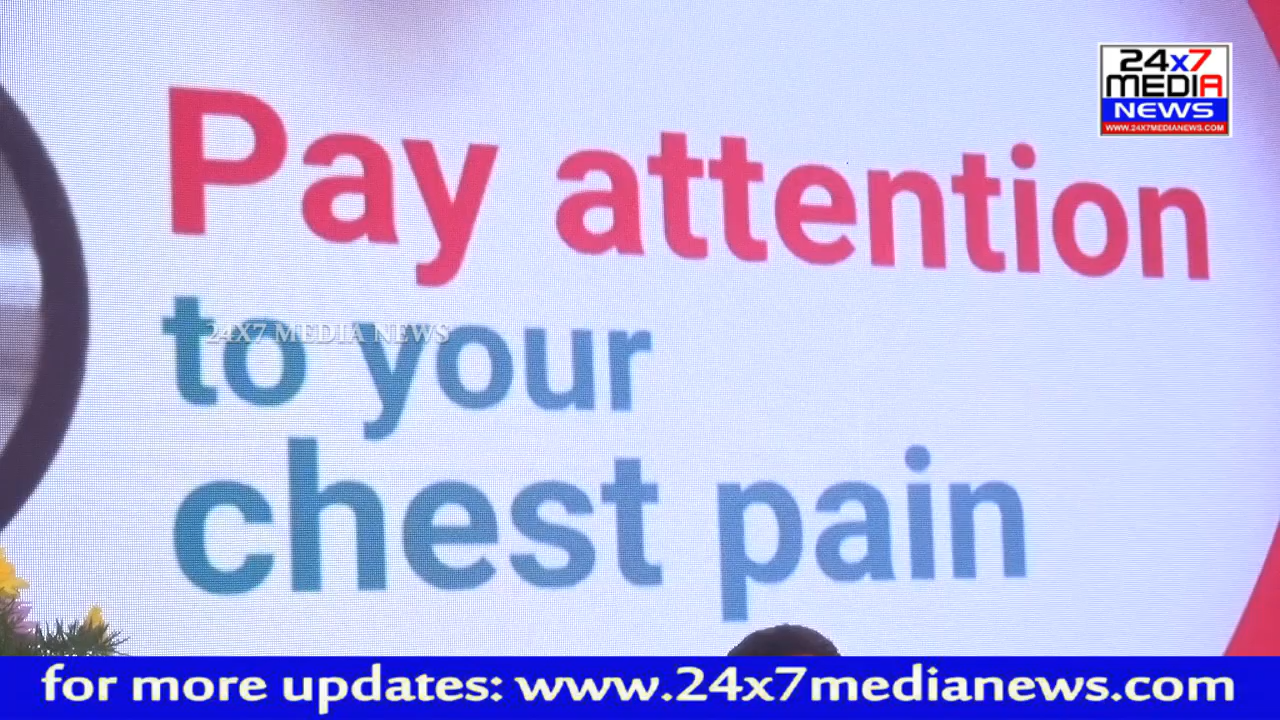 24x7
MEDIA
NEWS
WWW.24X7MEDIANEWS.COM
Pay attention
to your
24X7 MEDIA NEWS
chest pain
for more updates: www.24x7medianews.com